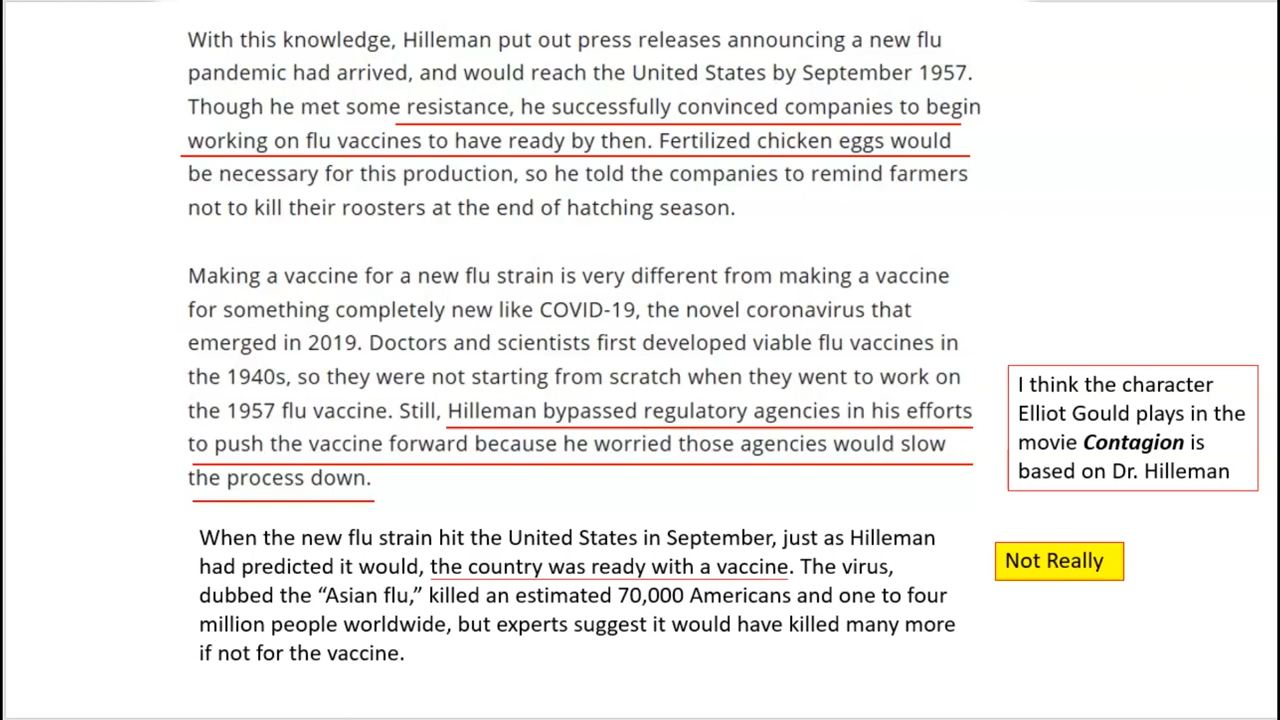 With this knowledge, Hilleman put out press releases announcing a new flu
pandemic had arrived, and would reach the United States by September 1957.
Though he met some resistance, he successfully convinced companies to begin
working on flu vaccines to have ready by then. Fertilized chicken eggs would
be necessary for this production, so he told the companies to remind farmers
not to kill their roosters at the end of hatching season.
Making a vaccine for a new flu strain is very different from making a vaccine
for something completely new like COVID-19, the novel coronavirus that
emerged in 2019. Doctors and scientists first developed viable flu vaccines in
the 1940s, so they were not starting from scratch when they went to work on
the 1957 flu vaccine. Still, Hilleman bypassed regulatory agencies in his efforts
to push the vaccine forward because he worried those agencies would slow
the process down.
I think the character
Elliot Gould plays in the
movie Contagion is
based on Dr. Hilleman
When the new flu strain hit the United States in September, just as Hilleman
had predicted it would, the country was ready with a vaccine. The virus,
dubbed the “Asian flu,” killed an estimated 70,000 Americans and one to four
million people worldwide, but experts suggest it would have killed many more
if not for the vaccine.
Not Really